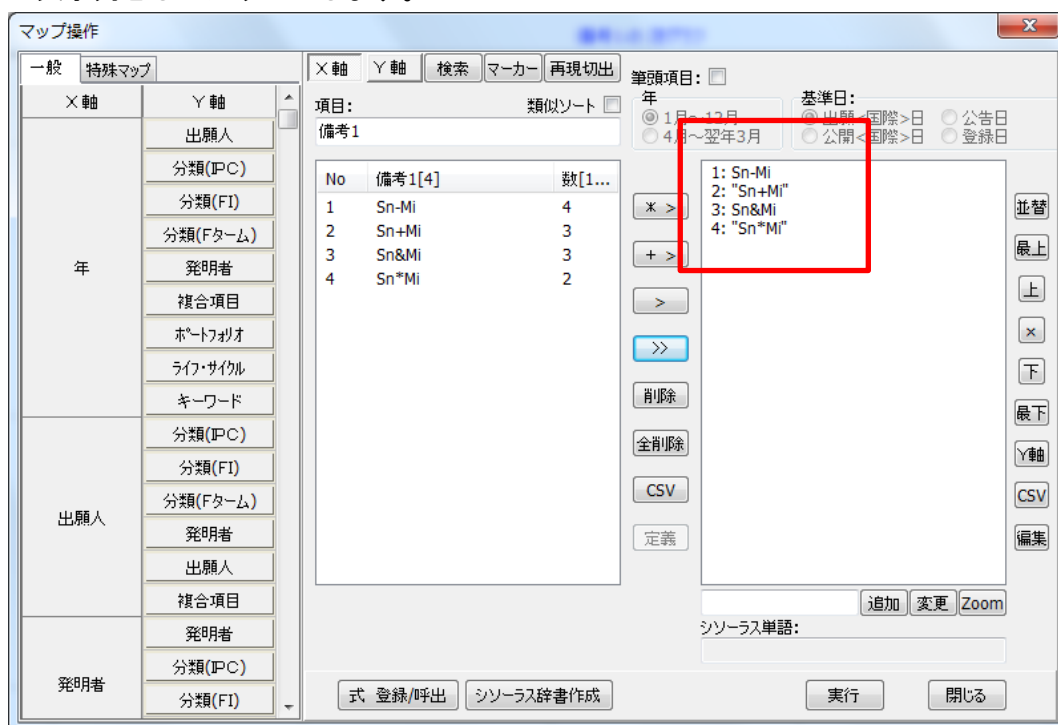 マップ操作
一般 特殊マップ
X軸 Y軸
年
出願人
分類(IPC)
分類(FI)
分類(Fターム)
発明者
複合項目
ポートフォリオ
ライフ・サイクル
キーワード
出願人
分類(IPC)
分類(FI)
分類(Fターム)
発明者
出願人
複合項目
発明者
発明者
分類(IPC)
分類(FI)
X軸 Y軸 検索 マーカー 再現切出
項目: 類似ソート
備考1
No 備考1[4] 数[1...
1 Sn-Mi 4
2 Sn+Mi 3
3 Sn&Mi 3
4 Sn*Mi 2
筆頭項目:
年
1月~12月
4月~翌年3月
基準日:
出願<国際>日 公告日
公開<国際>日 登録日
* >
+ >
>
>>
削除
全削除
CSV
定義
1: Sn-Mi
2: "Sn+Mi"
3: Sn&Mi
4: "Sn*Mi"
並替
最上
上
×
下
最下
Y軸
CSV
編集
追加 変更 Zoom
シソーラス単語:
式 登録/呼出 シソーラス辞書作成 実行 閉じる